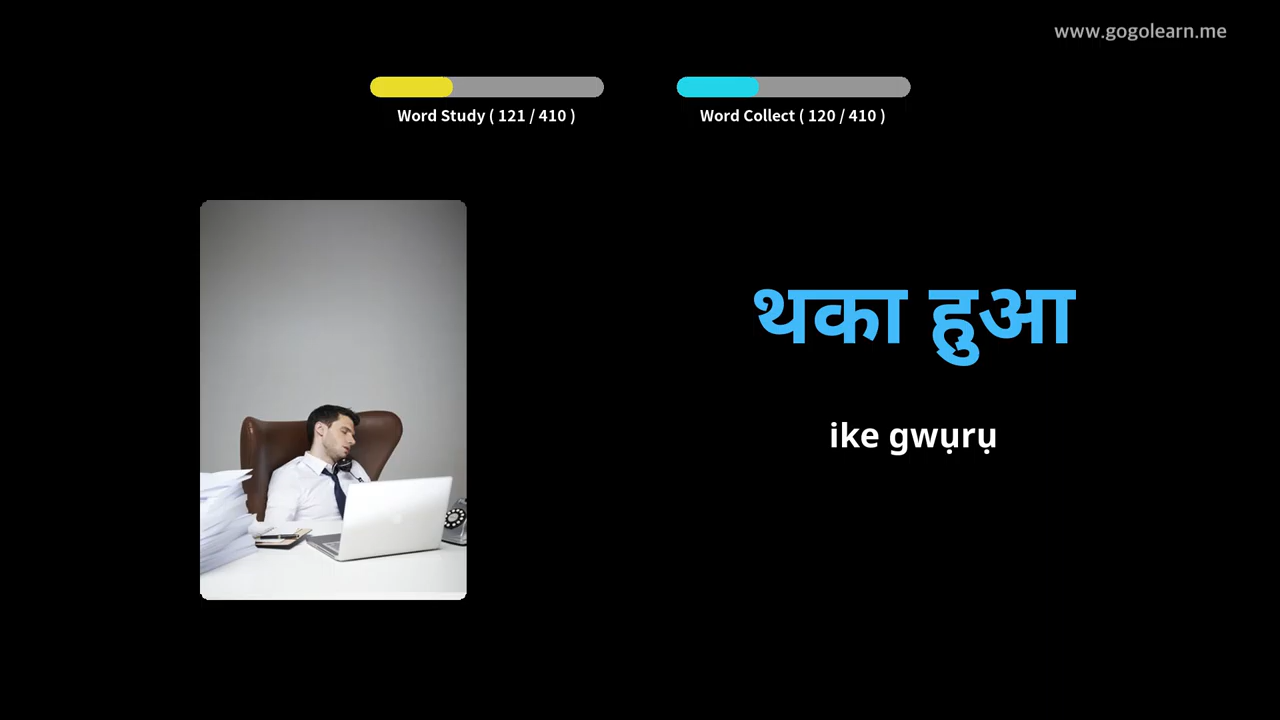 www.gogolearn.me
Word Study ( 121 / 410 )
Word Collect ( 120 / 410 )
थका हुआ
ike gwụrụ